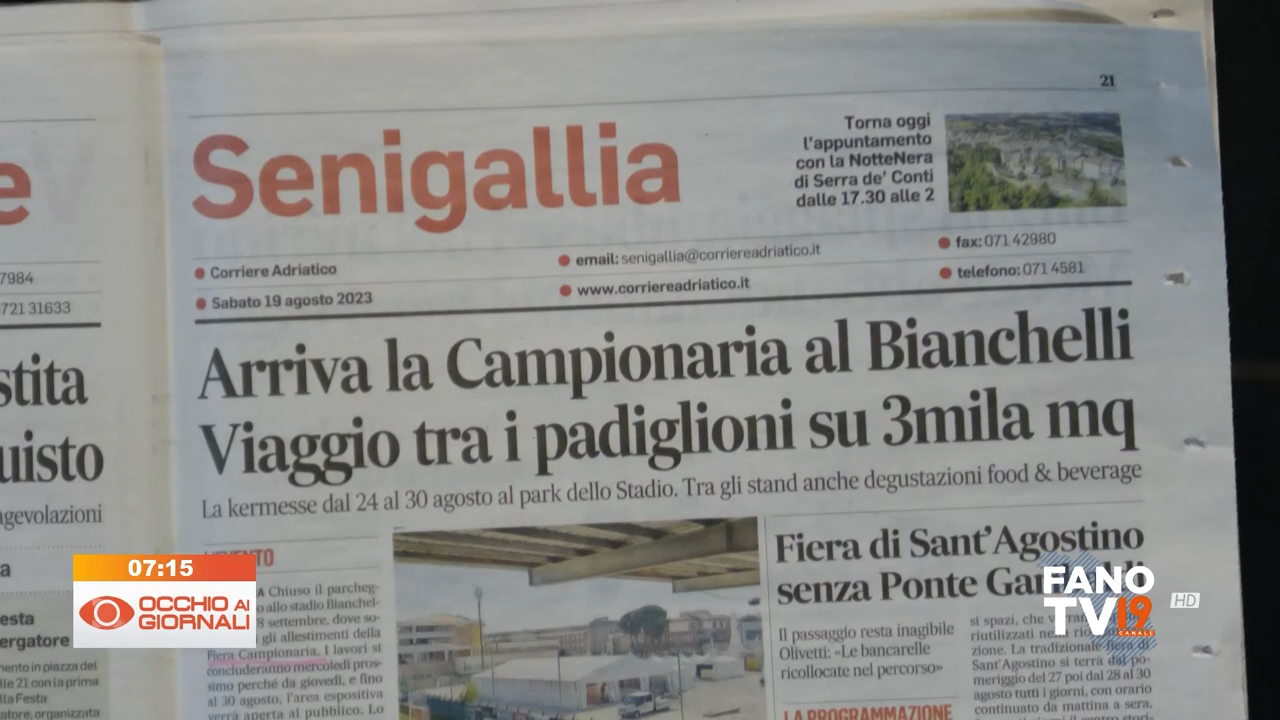 21
Senigallia
Torna oggi
l'appuntamento
con la NotteNera
di Serra de' Conti
dalle 17.30 alle 2
e
7984
721 31633
Corriere Adriatico
Sabato 19 agosto 2023
email: senigallia@corriereadriatico.it
www.corriereadriatico.it
fax: 071 42980
telefono: 071 4581
stita
uisto
gevolazioni
Arriva la Campionaria al Bianchelli
Viaggio tra i padiglioni su 3mila mq
La kermesse dal 24 al 30 agosto al park dello Stadio. Tra gli stand anche degustazioni food & beverage
a
esta
ergatore
mento in piazza del
lle 21 con la prima
lla Festa
atore, organizzata
A Chiuso il parcheg-
o allo stadio Bianchel-
8 settembre, dove so-
gli allestimenti della
Fiera Campionaria. I lavori si
concluderanno mercoledì pros-
simo perché da giovedì, e fino
al 30 agosto, l'area espositiva
verrà aperta al pubblico. Lo
Fiera di Sant'Agostino
senza Ponte
Il passaggio resta inagibile
Olivetti: «Le bancarelle
ricollocate nel percorso»
LA PROGRAMMAZIONE
si spazi, che
riutilizzati
zione. La tradizionale fiera di
Sant'Agostino si terrà dal po-
meriggio del 27 poi dal 28 al 30
agosto tutti i giorni, con orario
continuato da mattina a sera.
07:15
OCCHIO AI
GIORNALI
FANO
TV 19
CANALE
HD